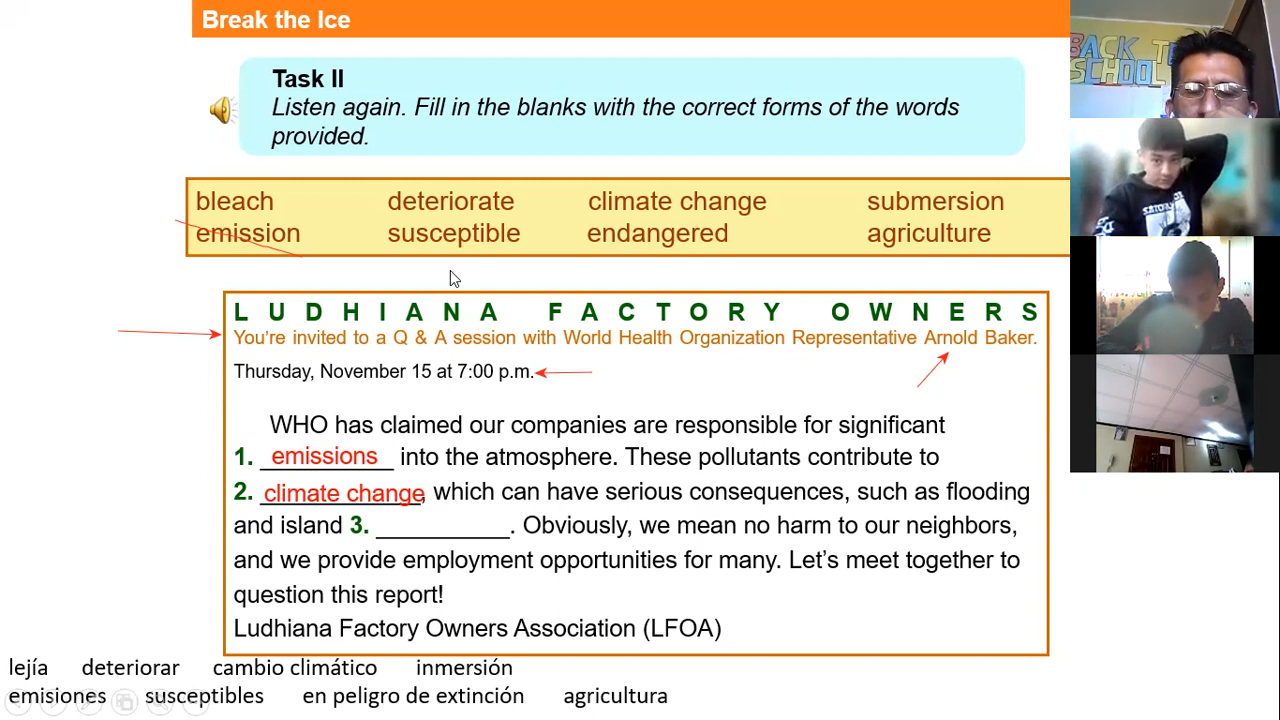 Break the Ice
Task II
Listen again. Fill in the blanks with the correct forms of the words
provided.
bleach deteriorate climate change submersion
emission susceptible endangered agriculture
LUDHIANA FACTORY OWNERS
You're invited to a Q & A session with World Health Organization Representative Arnold Baker.
Thursday, November 15 at 7:00 p.m.
WHO has claimed our companies are responsible for significant
1. emissions into the atmosphere. These pollutants contribute to
2. climate change, which can have serious consequences, such as flooding
and island 3. __________. Obviously, we mean no harm to our neighbors,
and we provide employment opportunities for many. Let's meet together to
question this report!
Ludhiana Factory Owners Association (LFOA)
lejía deteriorar cambio climático inmersión
emisiones susceptibles en peligro de extinción agricultura
BACK T
SCHOOL